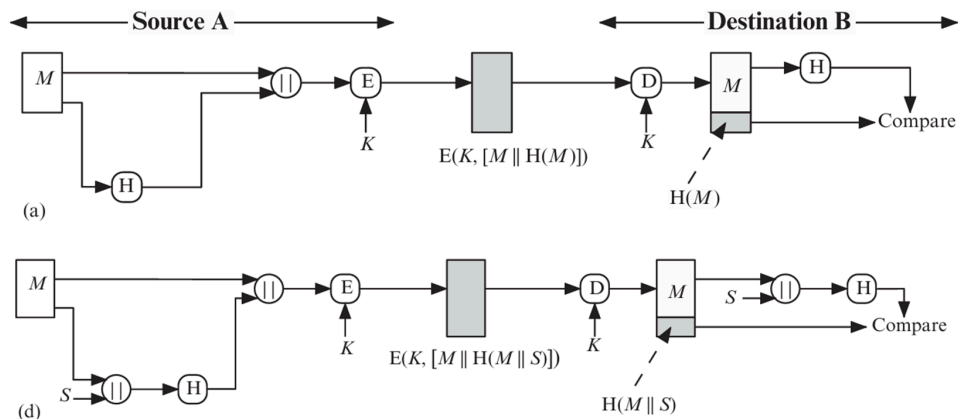 Source A Destination B
M || E D M H
K K Compare
E(K, [M || H(M)])
H
H(M)
(a)
M || E D M || H
S
K K Compare
E(K, [M || H(M || S)])
S || H
H(M || S)
(d)